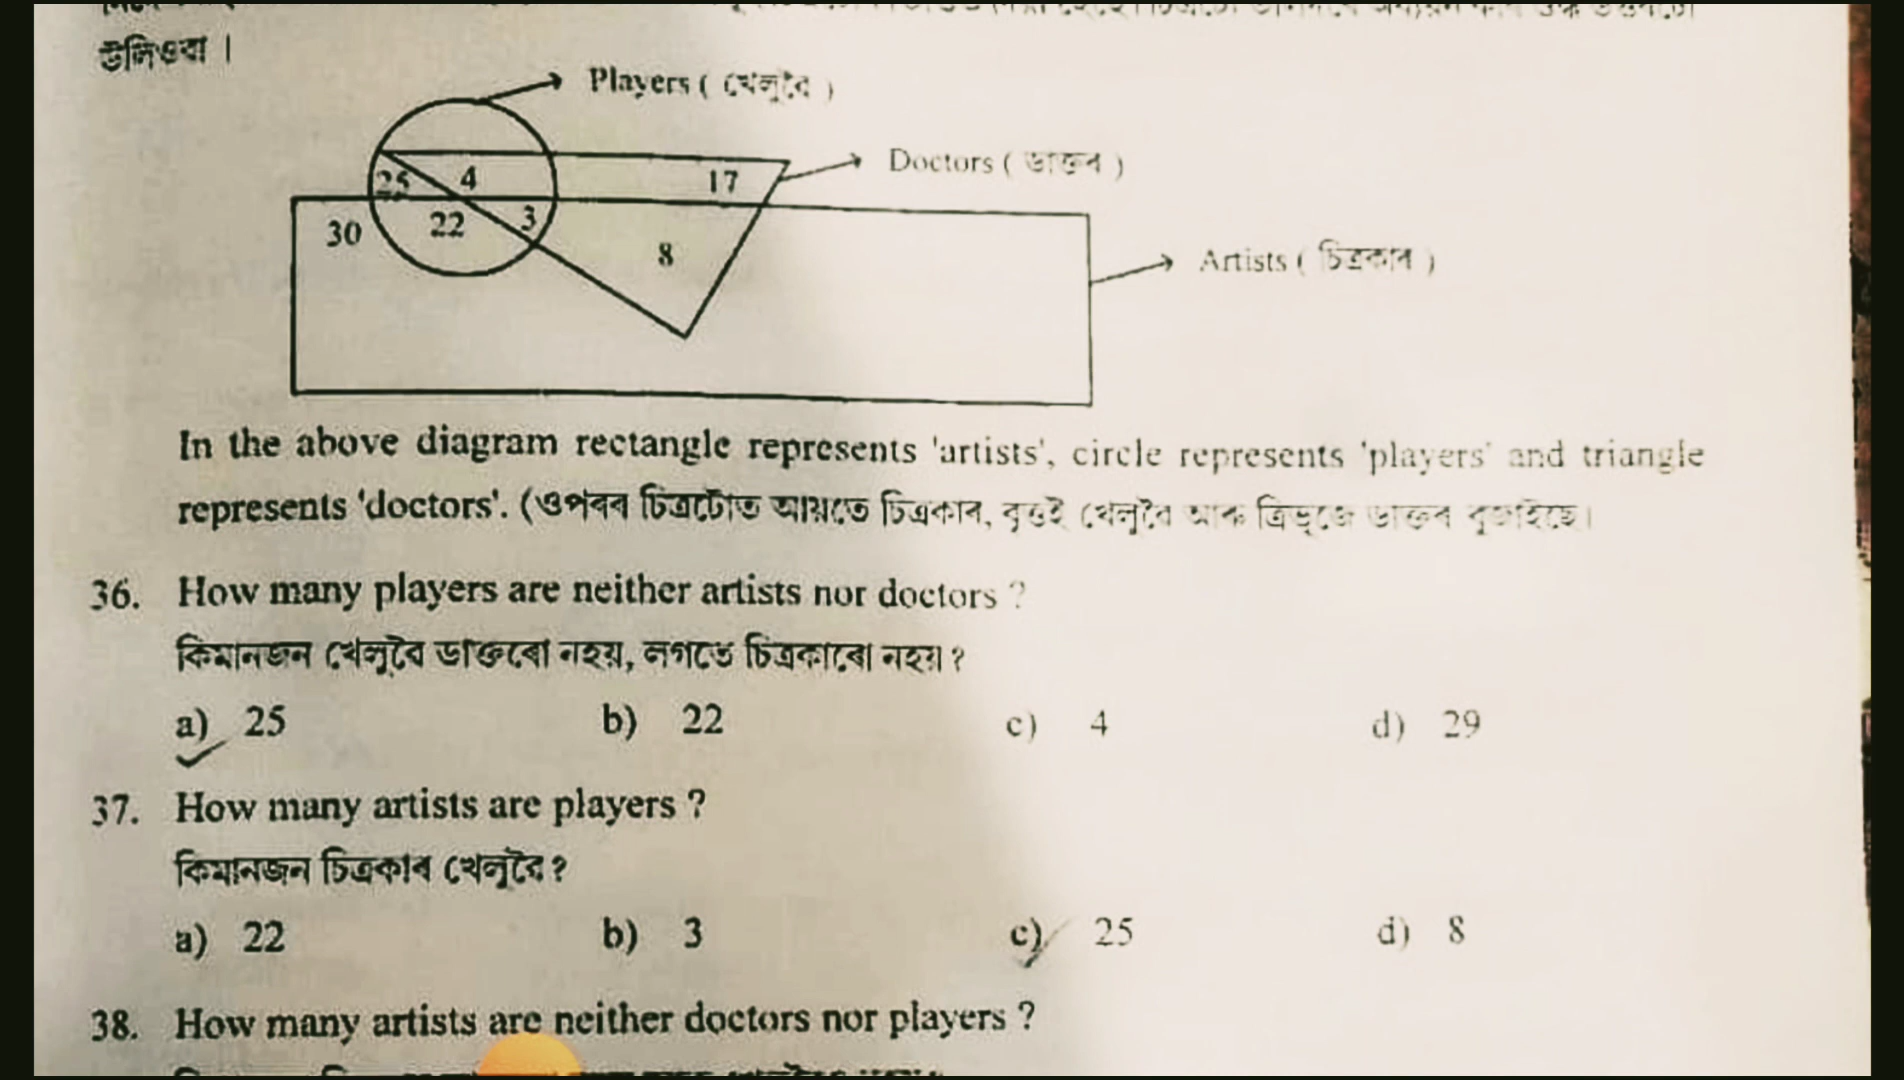 উলিওৱা ।
Players ( খেলুৱৈ )
Doctors ( ডাক্তৰ )
25 4 17
30 22 3 8
Artists ( চিত্ৰকাৰ )
In the above diagram rectangle represents 'artists', circle represents 'players' and triangle
represents 'doctors'. (ওপৰৰ চিত্ৰটোত আয়তে চিত্ৰকাৰ, বৃত্তই খেলুৱৈ আৰু ত্ৰিভূজে ডাক্তৰ বুজাইছে।
36. How many players are neither artists nor doctors ?
কিমানজন খেলুৱৈ ডাক্তৰো নহয়, লগতে চিত্ৰকাৰো নহয় ?
a) 25 b) 22 c) 4 d) 29
37. How many artists are players ?
কিমানজন চিত্ৰকাৰ খেলুৱৈ ?
a) 22 b) 3 c) 25 d) 8
38. How many artists are neither doctors nor players ?